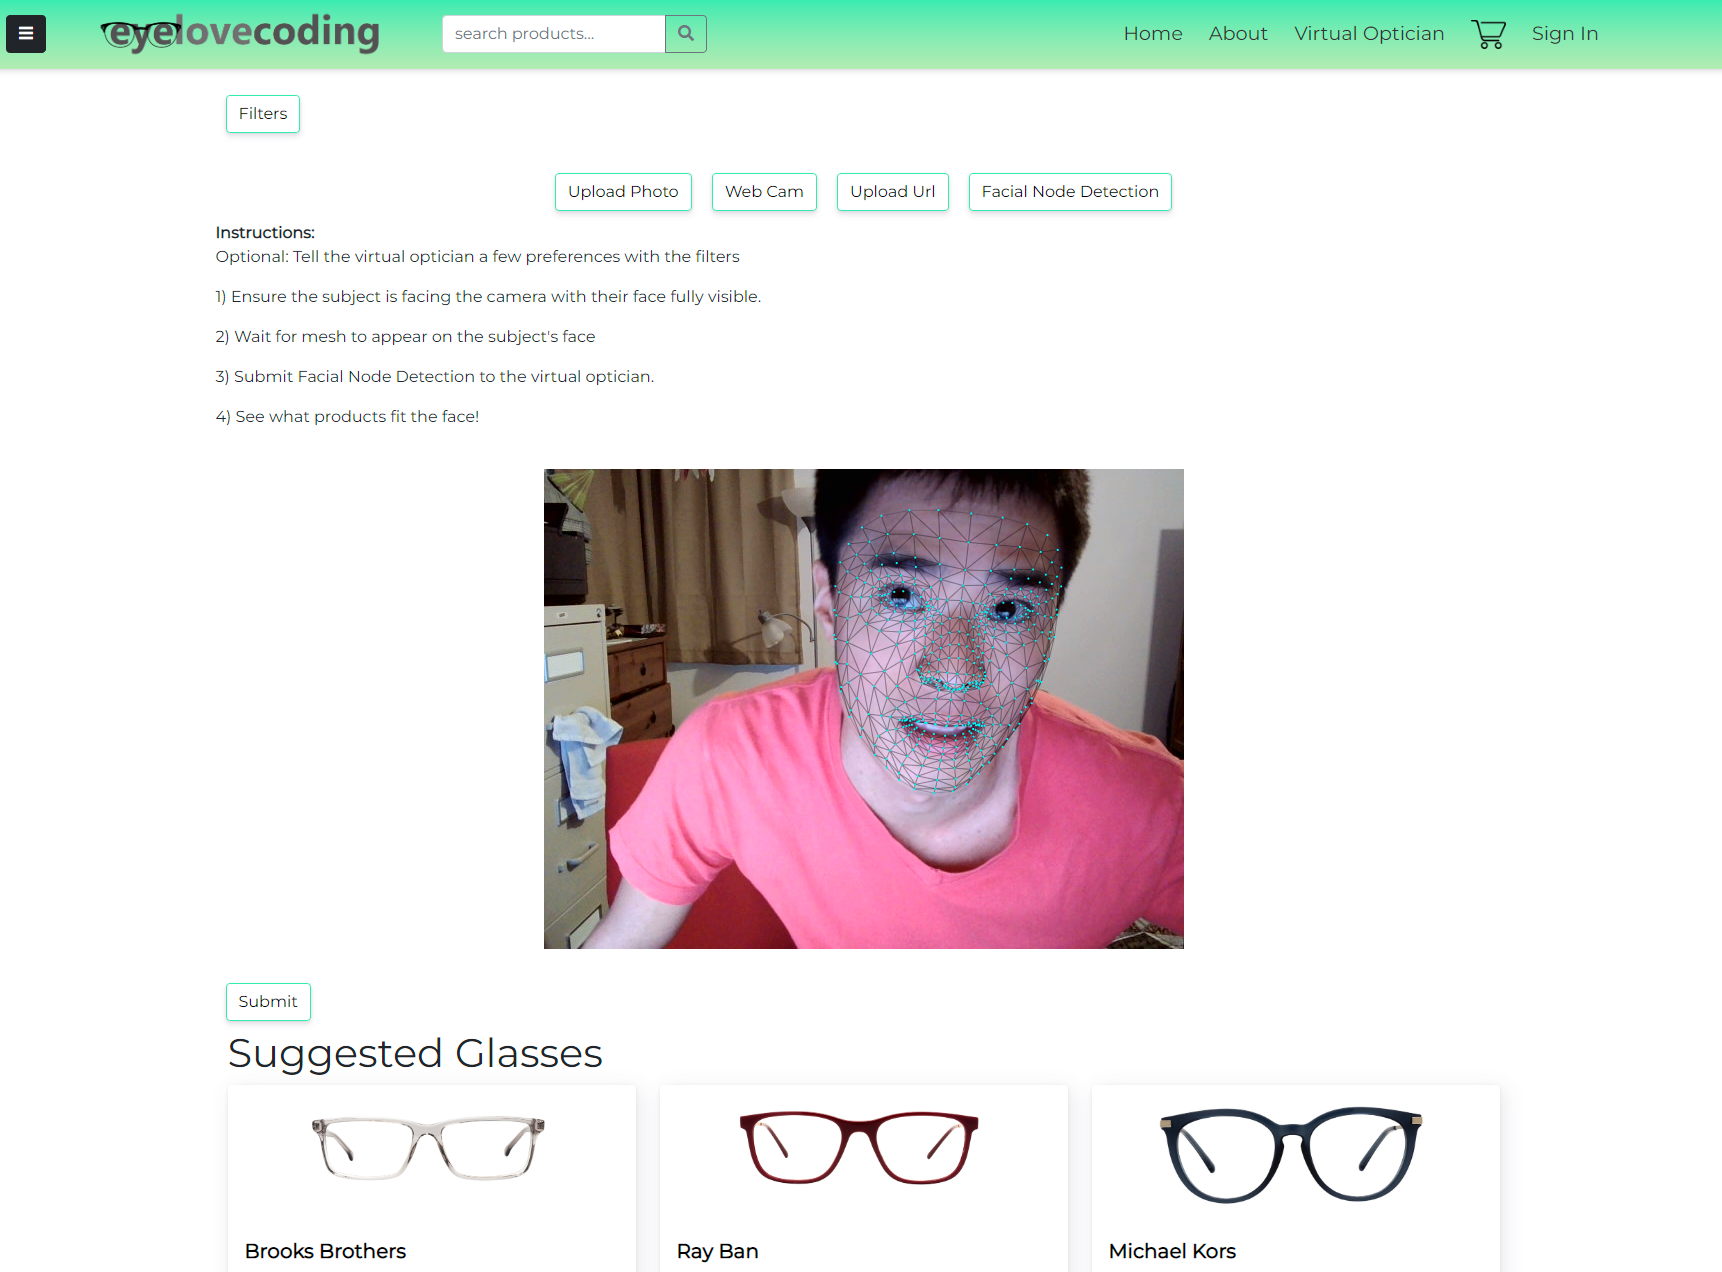 eyelovecoding
search products...
Home
About
Virtual Optician
Sign In
Filters
Upload Photo
Web Cam
Upload Url
Facial Node Detection
Instructions:
Optional: Tell the virtual optician a few preferences with the filters
1) Ensure the subject is facing the camera with their face fully visible.
2) Wait for mesh to appear on the subject's face
3) Submit Facial Node Detection to the virtual optician.
4) See what products fit the face!
Submit
Suggested Glasses
Brooks Brothers
Ray Ban
Michael Kors